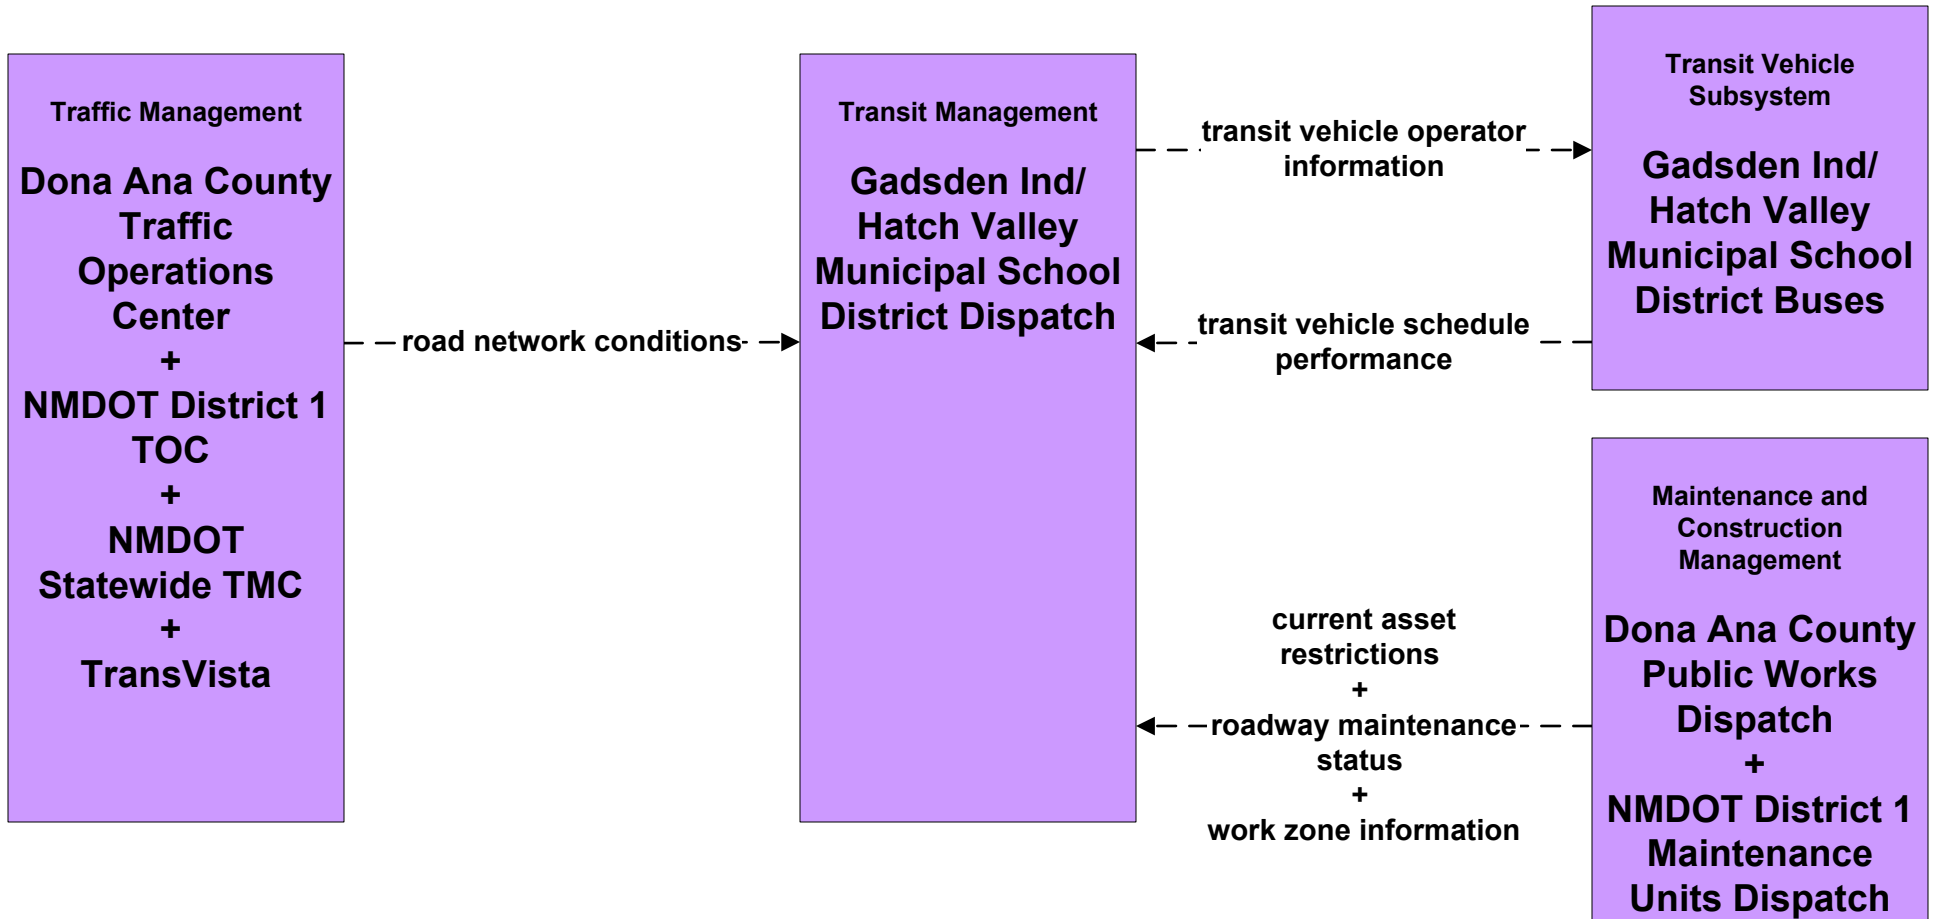 Traffic Management
Dona Ana County
Traffic
Operations
Center
+
NMDOT District 1
TOC
+
NMDOT
Statewide TMC
+
TransVista
road network conditions
Transit Management
Gadsden Ind/
Hatch Valley
Municipal School
District Dispatch
transit vehicle operator
information
transit vehicle schedule
performance
current asset
restrictions
+
roadway maintenance
status
+
work zone information
Transit Vehicle
Subsystem
Gadsden Ind/
Hatch Valley
Municipal School
District Buses
Maintenance and
Construction
Management
Dona Ana County
Public Works
Dispatch
+
NMDOT District 1
Maintenance
Units Dispatch